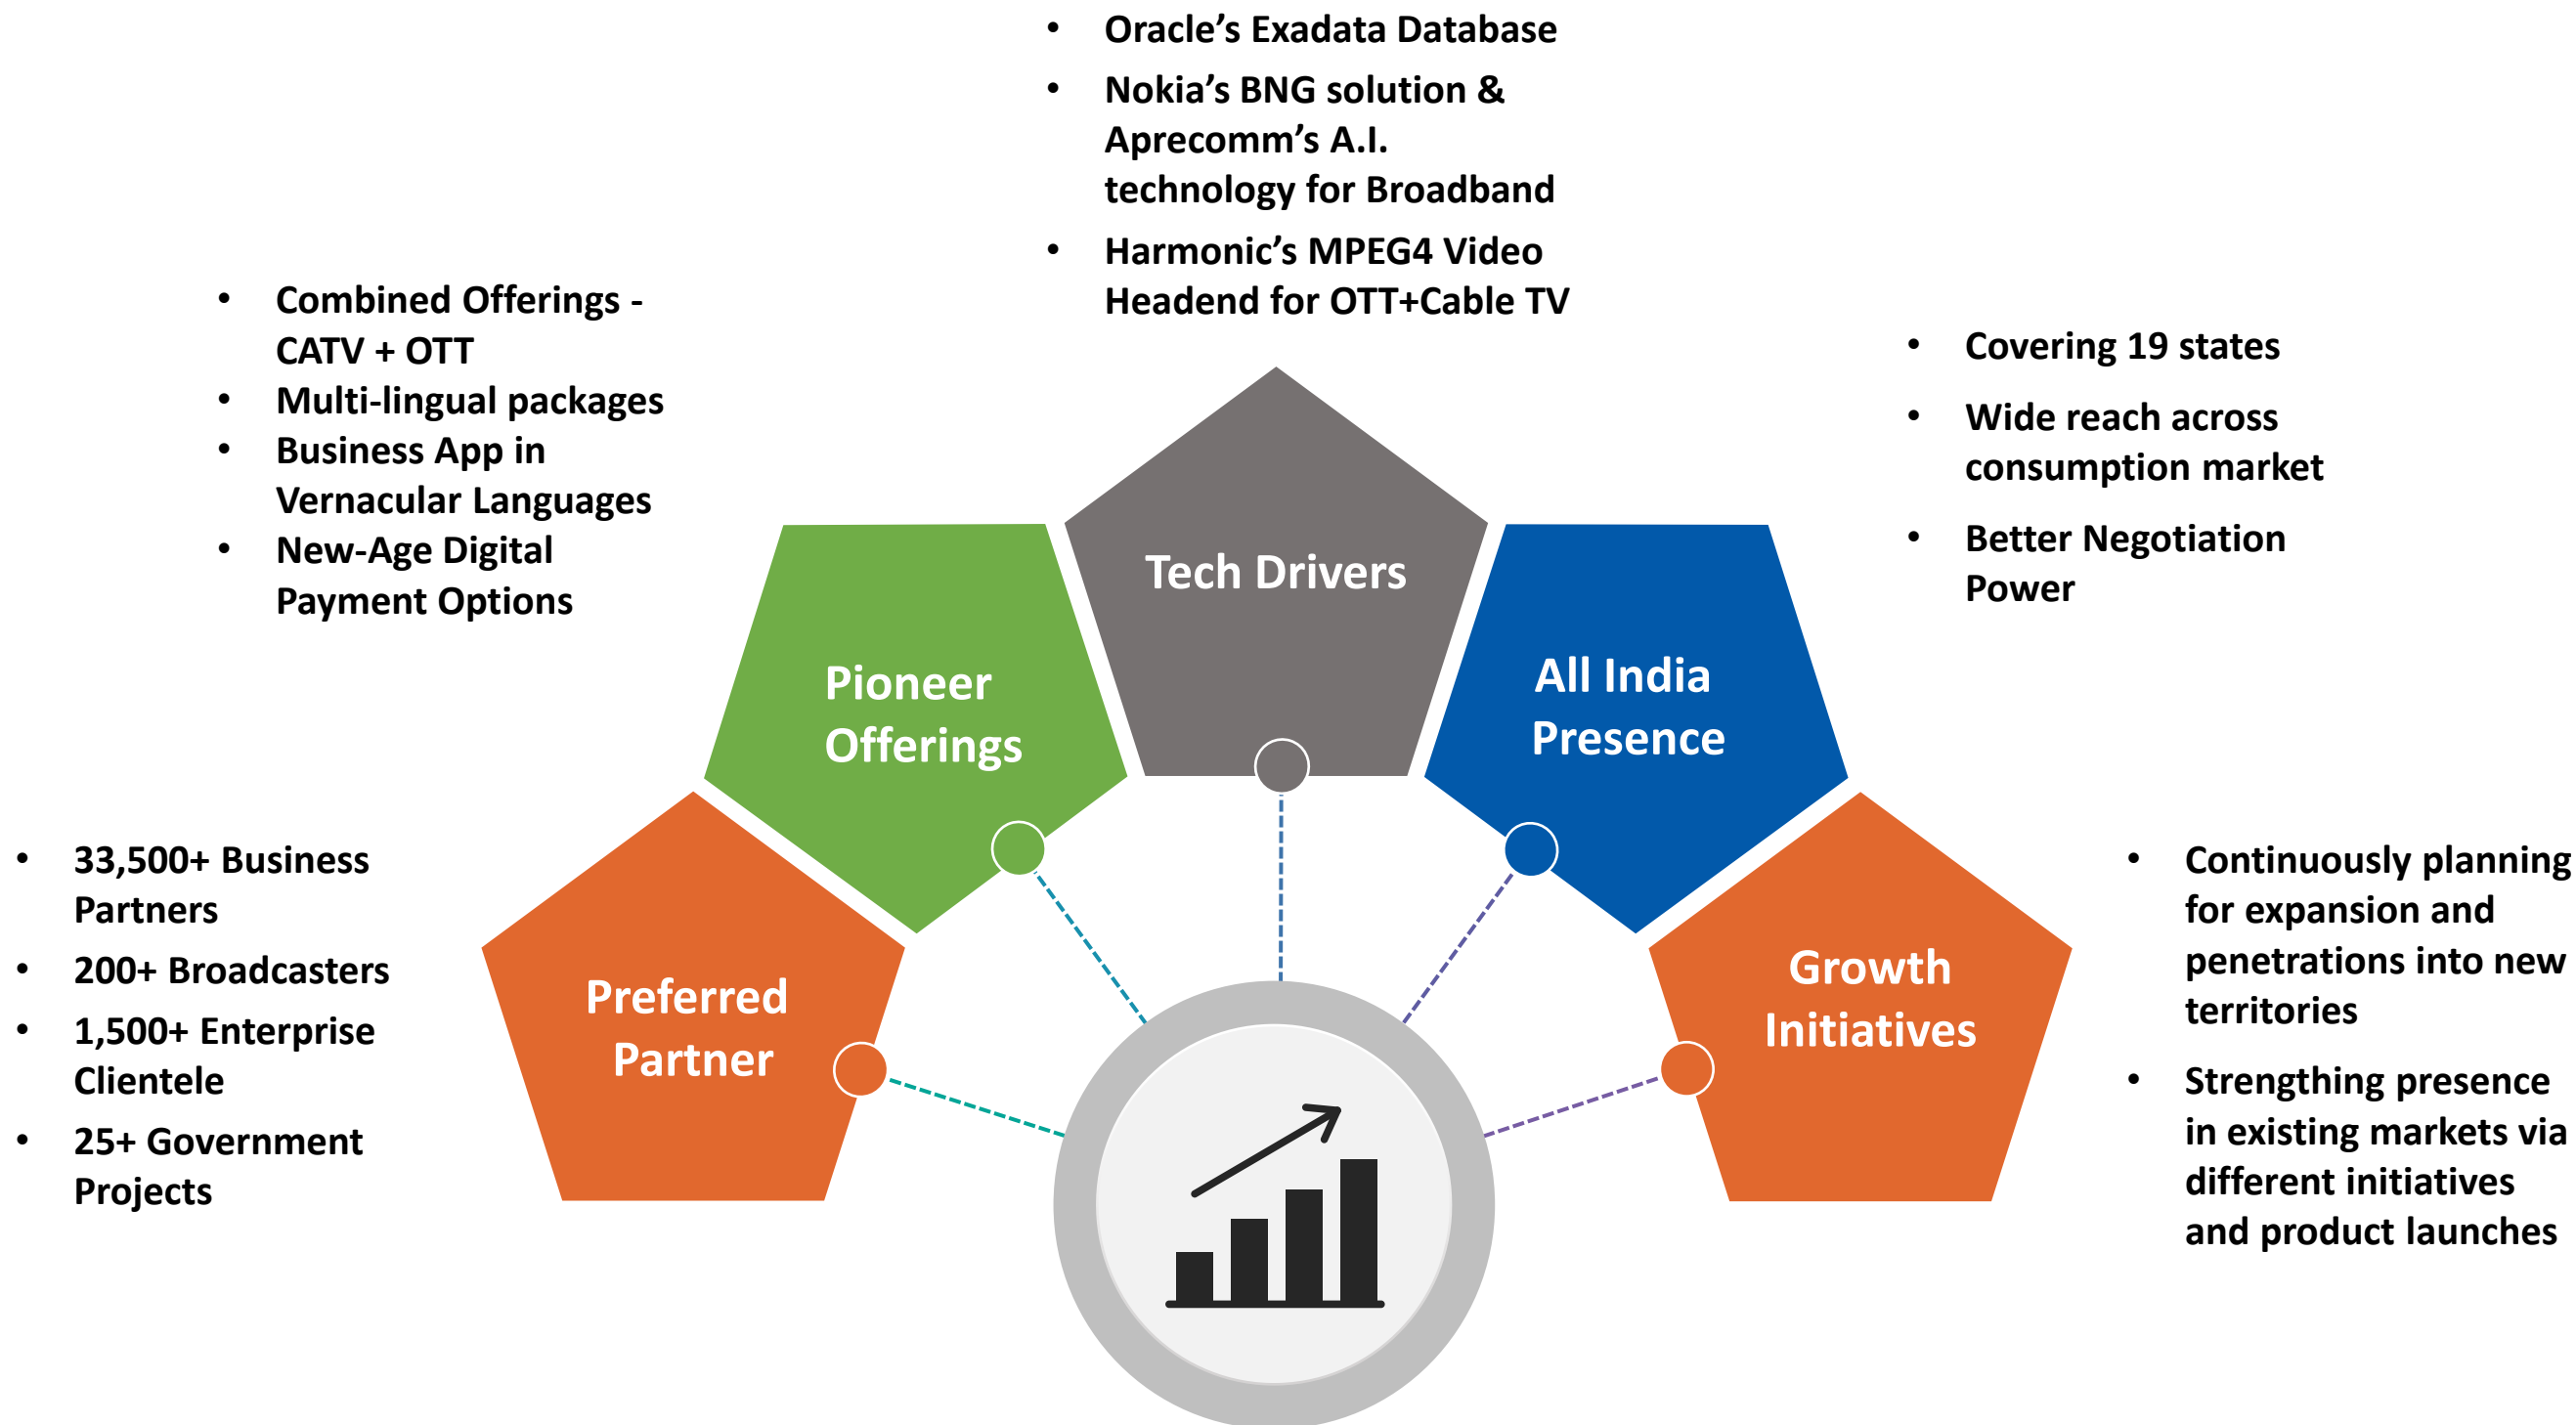 • Oracle’s Exadata Database
• Nokia’s BNG solution &
Aprecomm’s A.I.
technology for Broadband
• Harmonic’s MPEG4 Video
Headend for OTT+Cable TV
• Combined Offerings -
CATV + OTT
• Multi-lingual packages
• Business App in
Vernacular Languages
• New-Age Digital
Payment Options
• Covering 19 states
• Wide reach across
consumption market
• Better Negotiation
Power
Tech Drivers
Pioneer
Offerings
All India
Presence
• 33,500+ Business
Partners
• 200+ Broadcasters
• 1,500+ Enterprise
Clientele
• 25+ Government
Projects
Preferred
Partner
Growth
Initiatives
• Continuously planning
for expansion and
penetrations into new
territories
• Strengthing presence
in existing markets via
different initiatives
and product launches